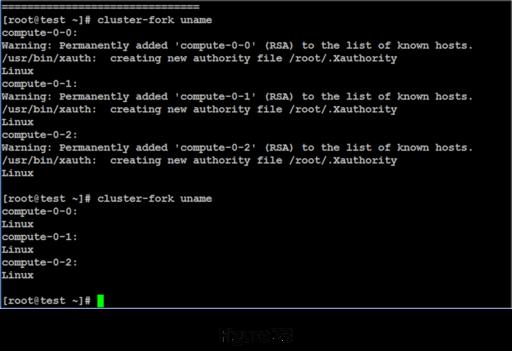 ===============================
[root@test ~]# cluster-fork uname
compute-0-0:
Warning: Permanently added 'compute-0-0' (RSA) to the list of known hosts.
/usr/bin/xauth:  creating new authority file /root/.Xauthority
Linux
compute-0-1:
Warning: Permanently added 'compute-0-1' (RSA) to the list of known hosts.
/usr/bin/xauth:  creating new authority file /root/.Xauthority
Linux
compute-0-2:
Warning: Permanently added 'compute-0-2' (RSA) to the list of known hosts.
/usr/bin/xauth:  creating new authority file /root/.Xauthority
Linux
[root@test ~]# cluster-fork uname
compute-0-0:
Linux
compute-0-1:
Linux
compute-0-2:
Linux
[root@test ~]#